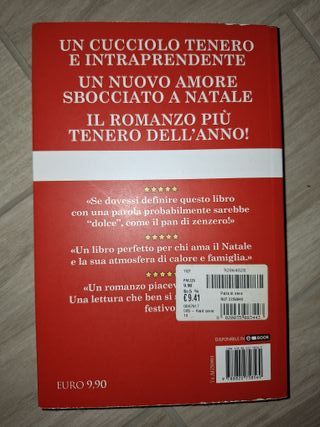 UN CUCCIOLO TENERO
E INTRAPRENDENTE
UN NUOVO AMORE
SBOCCIATO A NATALE
IL ROMANZO PIÙ
TENERO DELL'ANNO!
«Se dovessi definire questo libro
con una parola probabilmente sarebbe
“dolce”, come il pan di zenzero!»
«Un libro perfetto per chi ama il Natale
e la sua atmosfera di calore e famiglia.»
«Un romanzo piacev
Una lettura che ben si a
festivo
9.90
€ 9.41
DISPONIBILE IN E BOOK
EURO 9,90